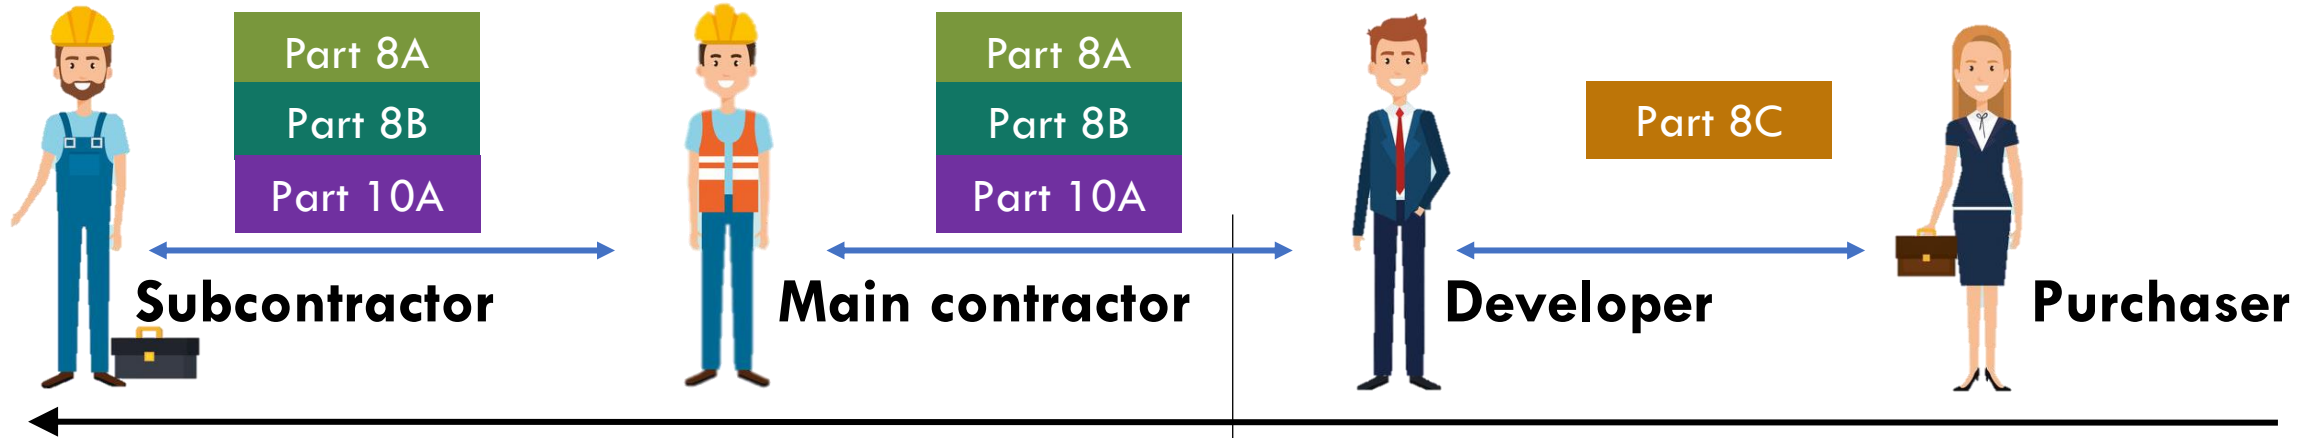 Part 8A
Part 8B
Part 10A
Part 8A
Part 8B
Part 10A
Part 8C
Subcontractor
Main contractor
Developer
Purchaser